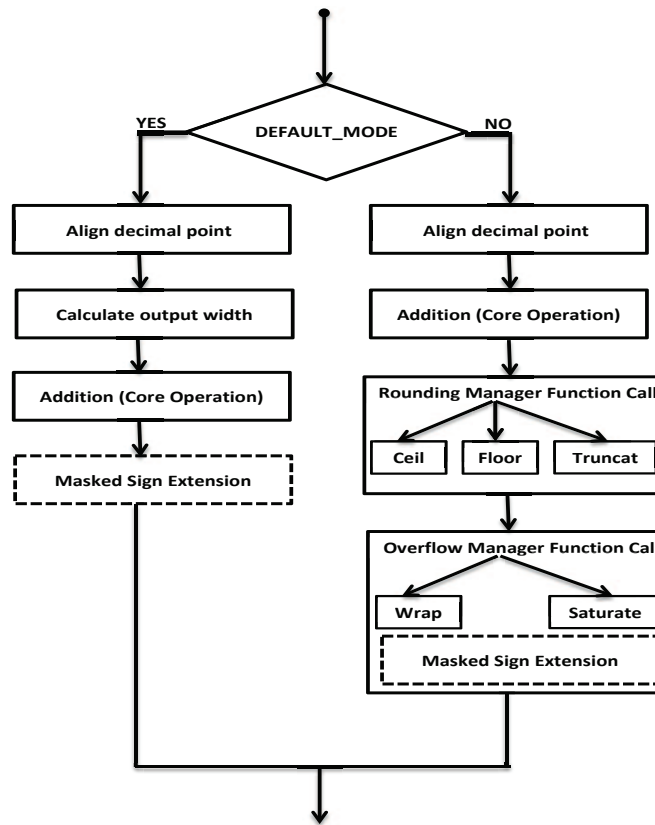 DEFAULT_MODE
YES
NO
Align decimal point
Calculate output width
Addition (Core Operation)
Masked Sign Extension
Align decimal point
Addition (Core Operation)
Rounding Manager Function Call
Ceil
Floor
Truncat
Overflow Manager Function Cal
Wrap
Saturate
Masked Sign Extension